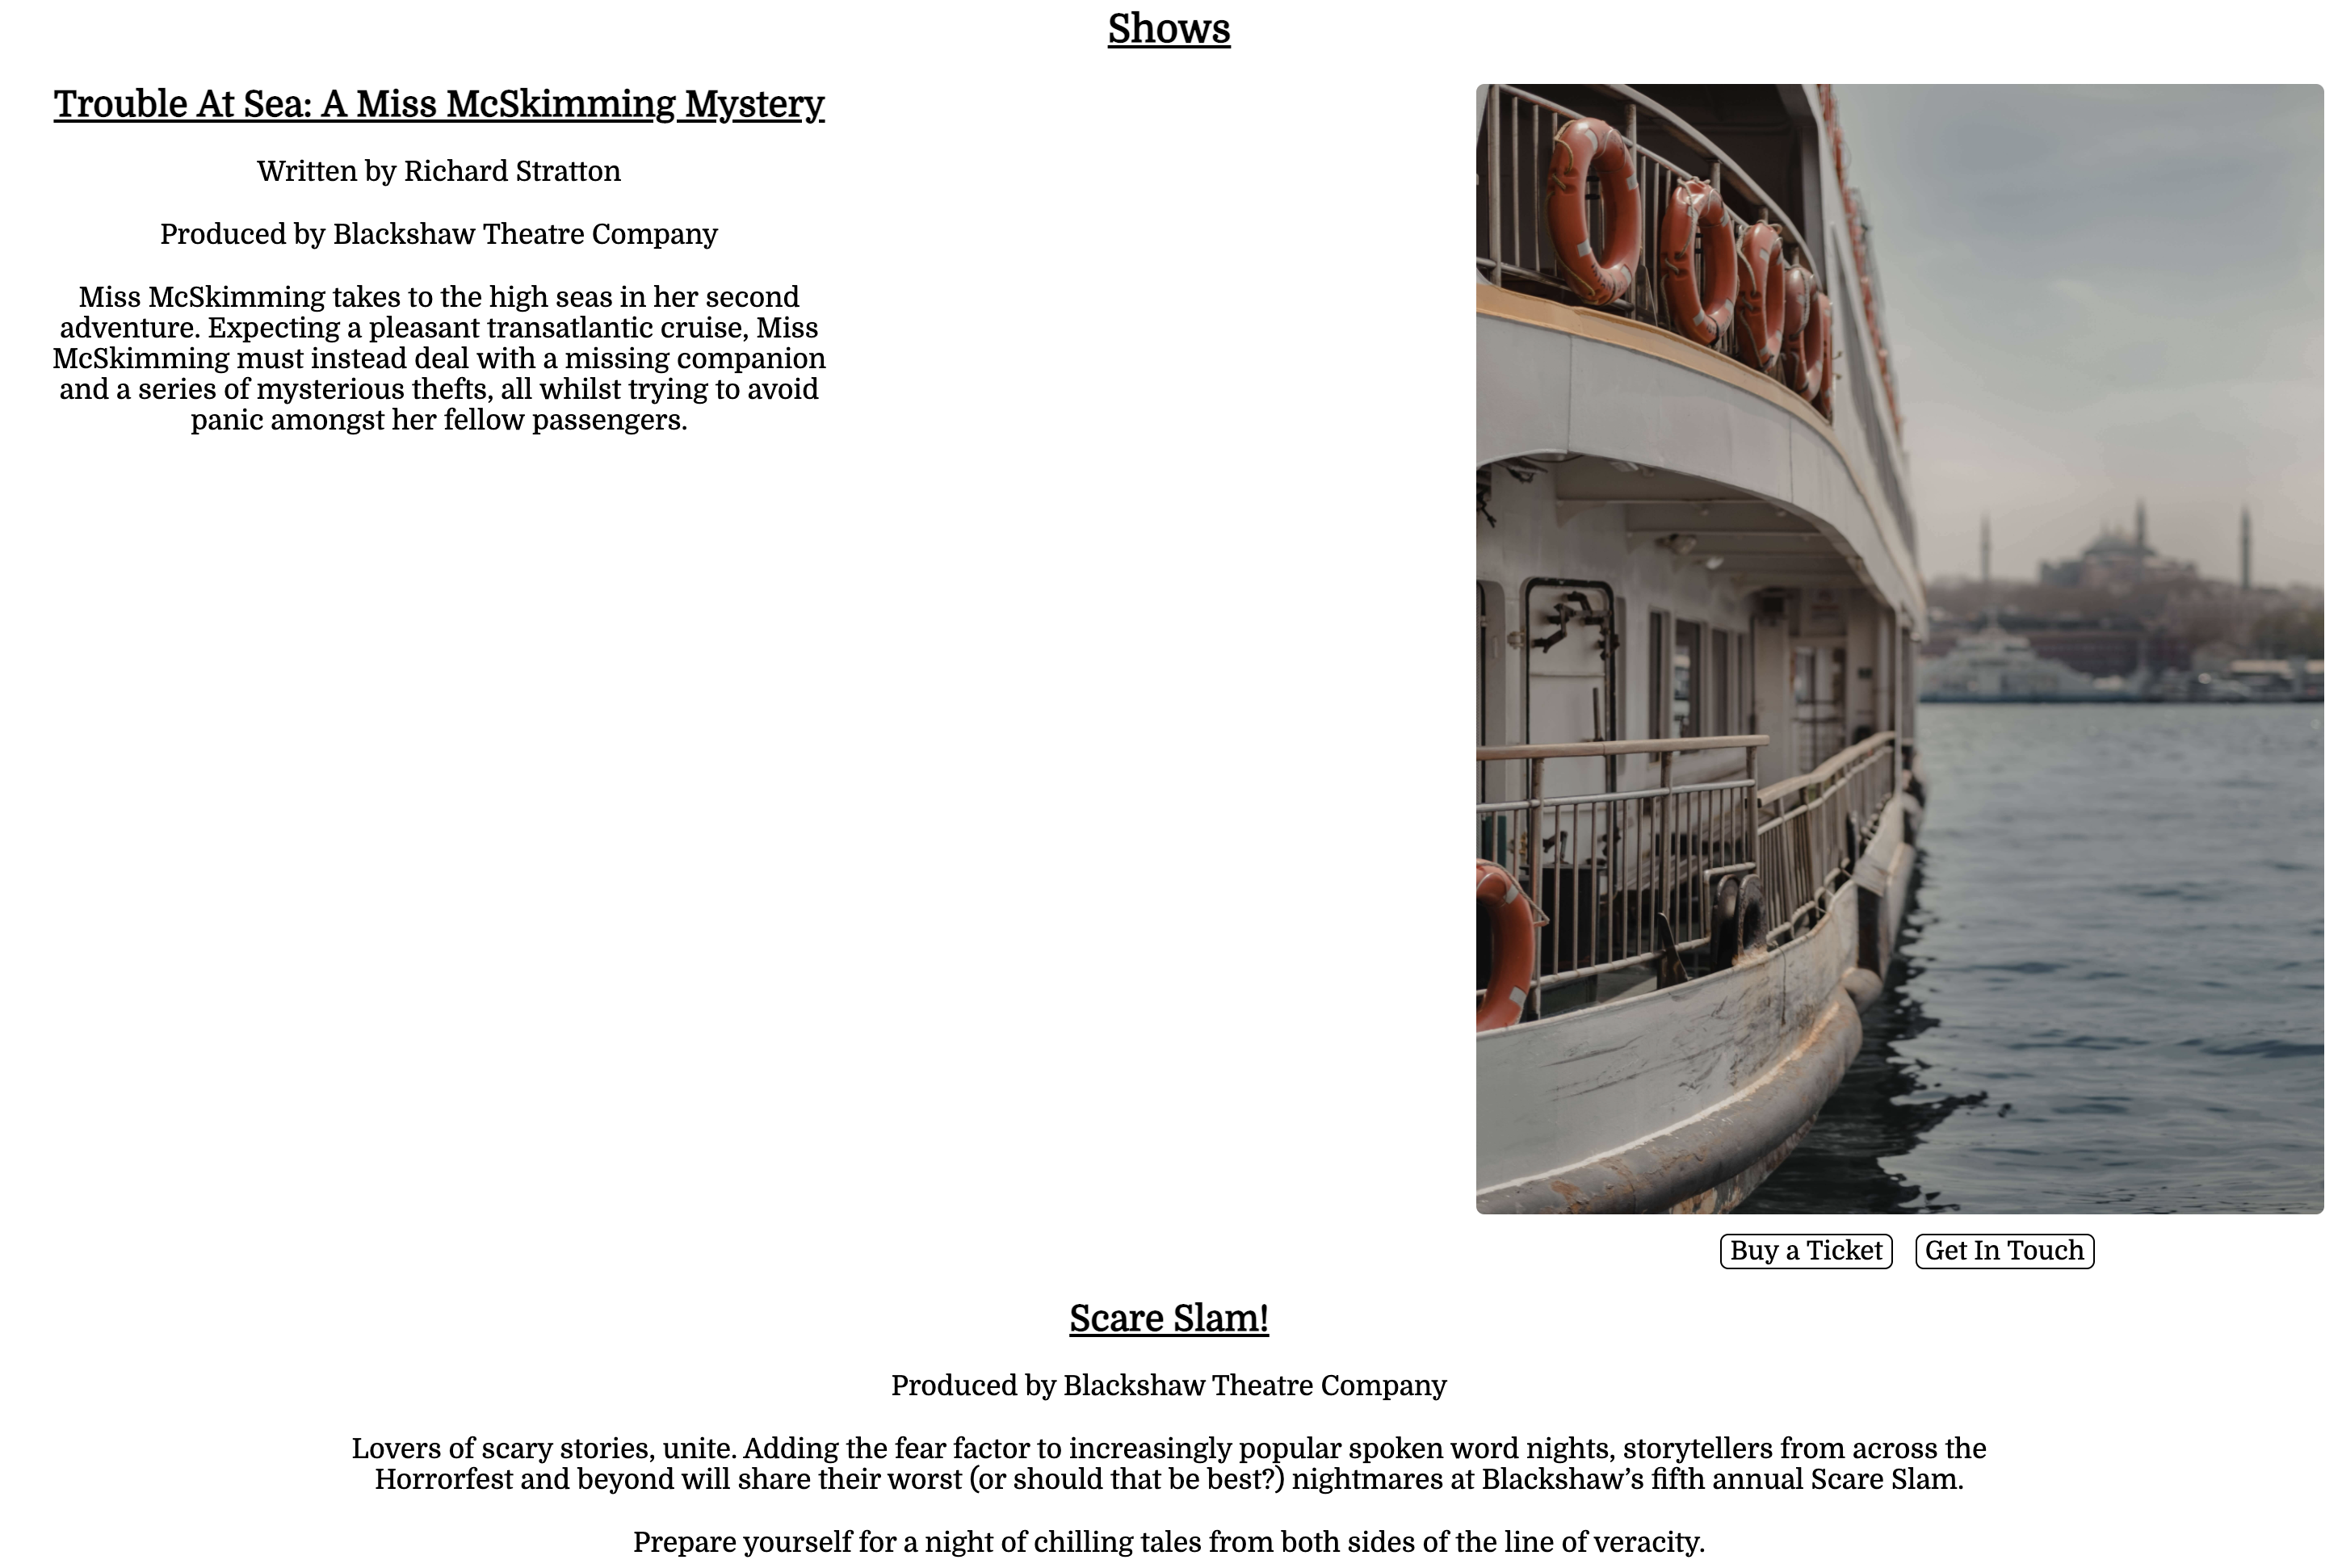 Shows
Trouble At Sea: A Miss McSkimming Mystery
Written by Richard Stratton
Produced by Blackshaw Theatre Company
Miss McSkimming takes to the high seas in her second
adventure. Expecting a pleasant transatlantic cruise, Miss
McSkimming must instead deal with a missing companion
and a series of mysterious thefts, all whilst trying to avoid
panic amongst her fellow passengers.
Buy a Ticket
Get In Touch
Scare Slam!
Produced by Blackshaw Theatre Company
Lovers of scary stories, unite. Adding the fear factor to increasingly popular spoken word nights, storytellers from across the
Horrorfest and beyond will share their worst (or should that be best?) nightmares at Blackshaw’s fifth annual Scare Slam.
Prepare yourself for a night of chilling tales from both sides of the line of veracity.